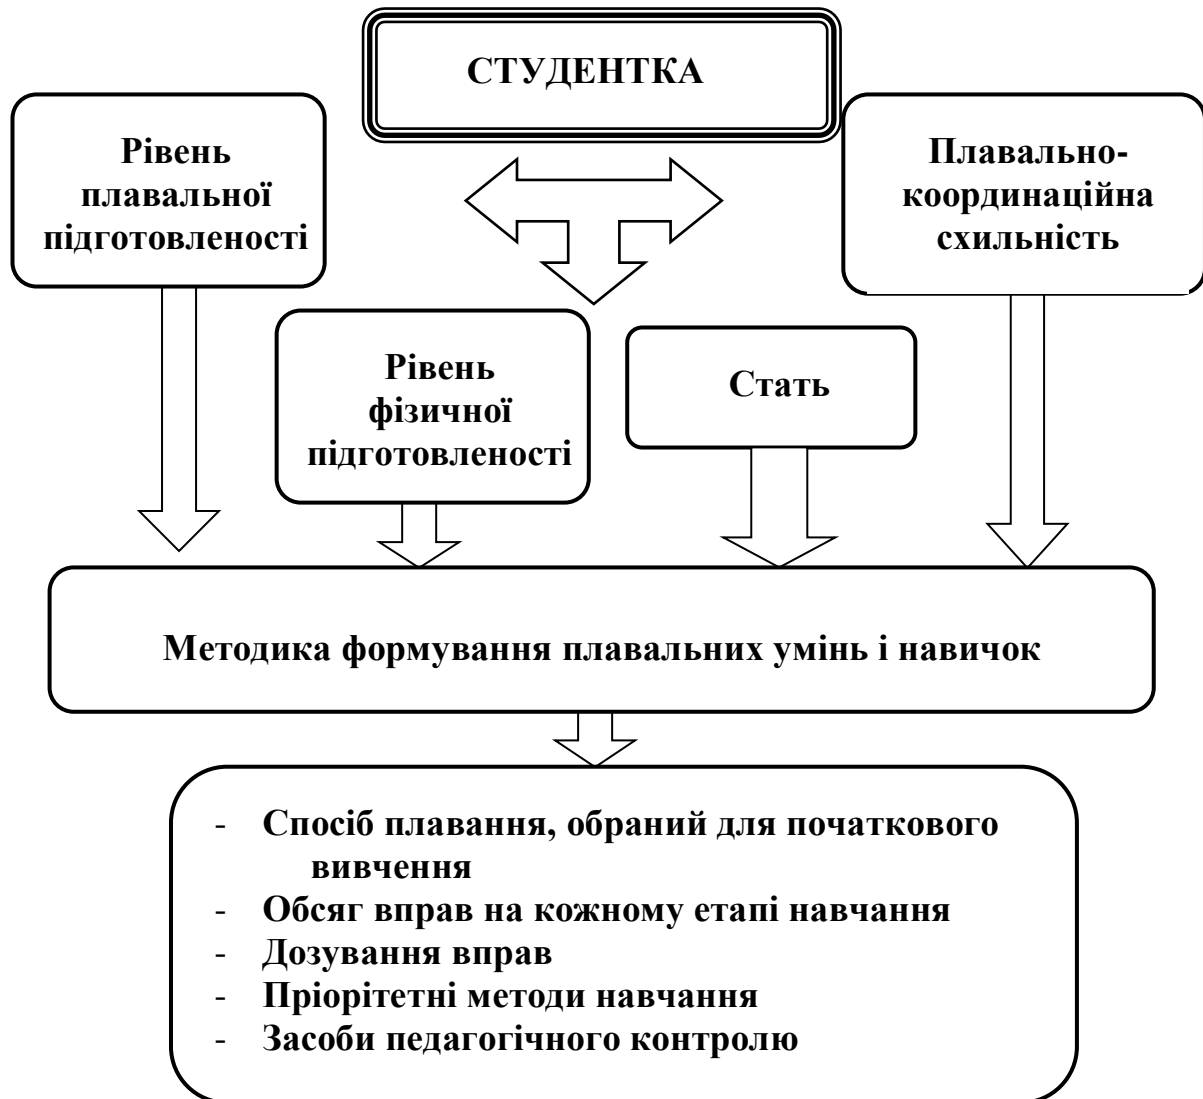 СТУДЕНТКА
Рівень
плавальної
підготовленості
Плавально-
координаційна
схильність
Рівень
фізичної
підготовленості
Стать
Методика формування плавальних умінь і навичок
- Спосіб плавання, обраний для початкового
вивчення
- Обсяг вправ на кожному етапі навчання
- Дозування вправ
- Пріорітетні методи навчання
- Засоби педагогічного контролю